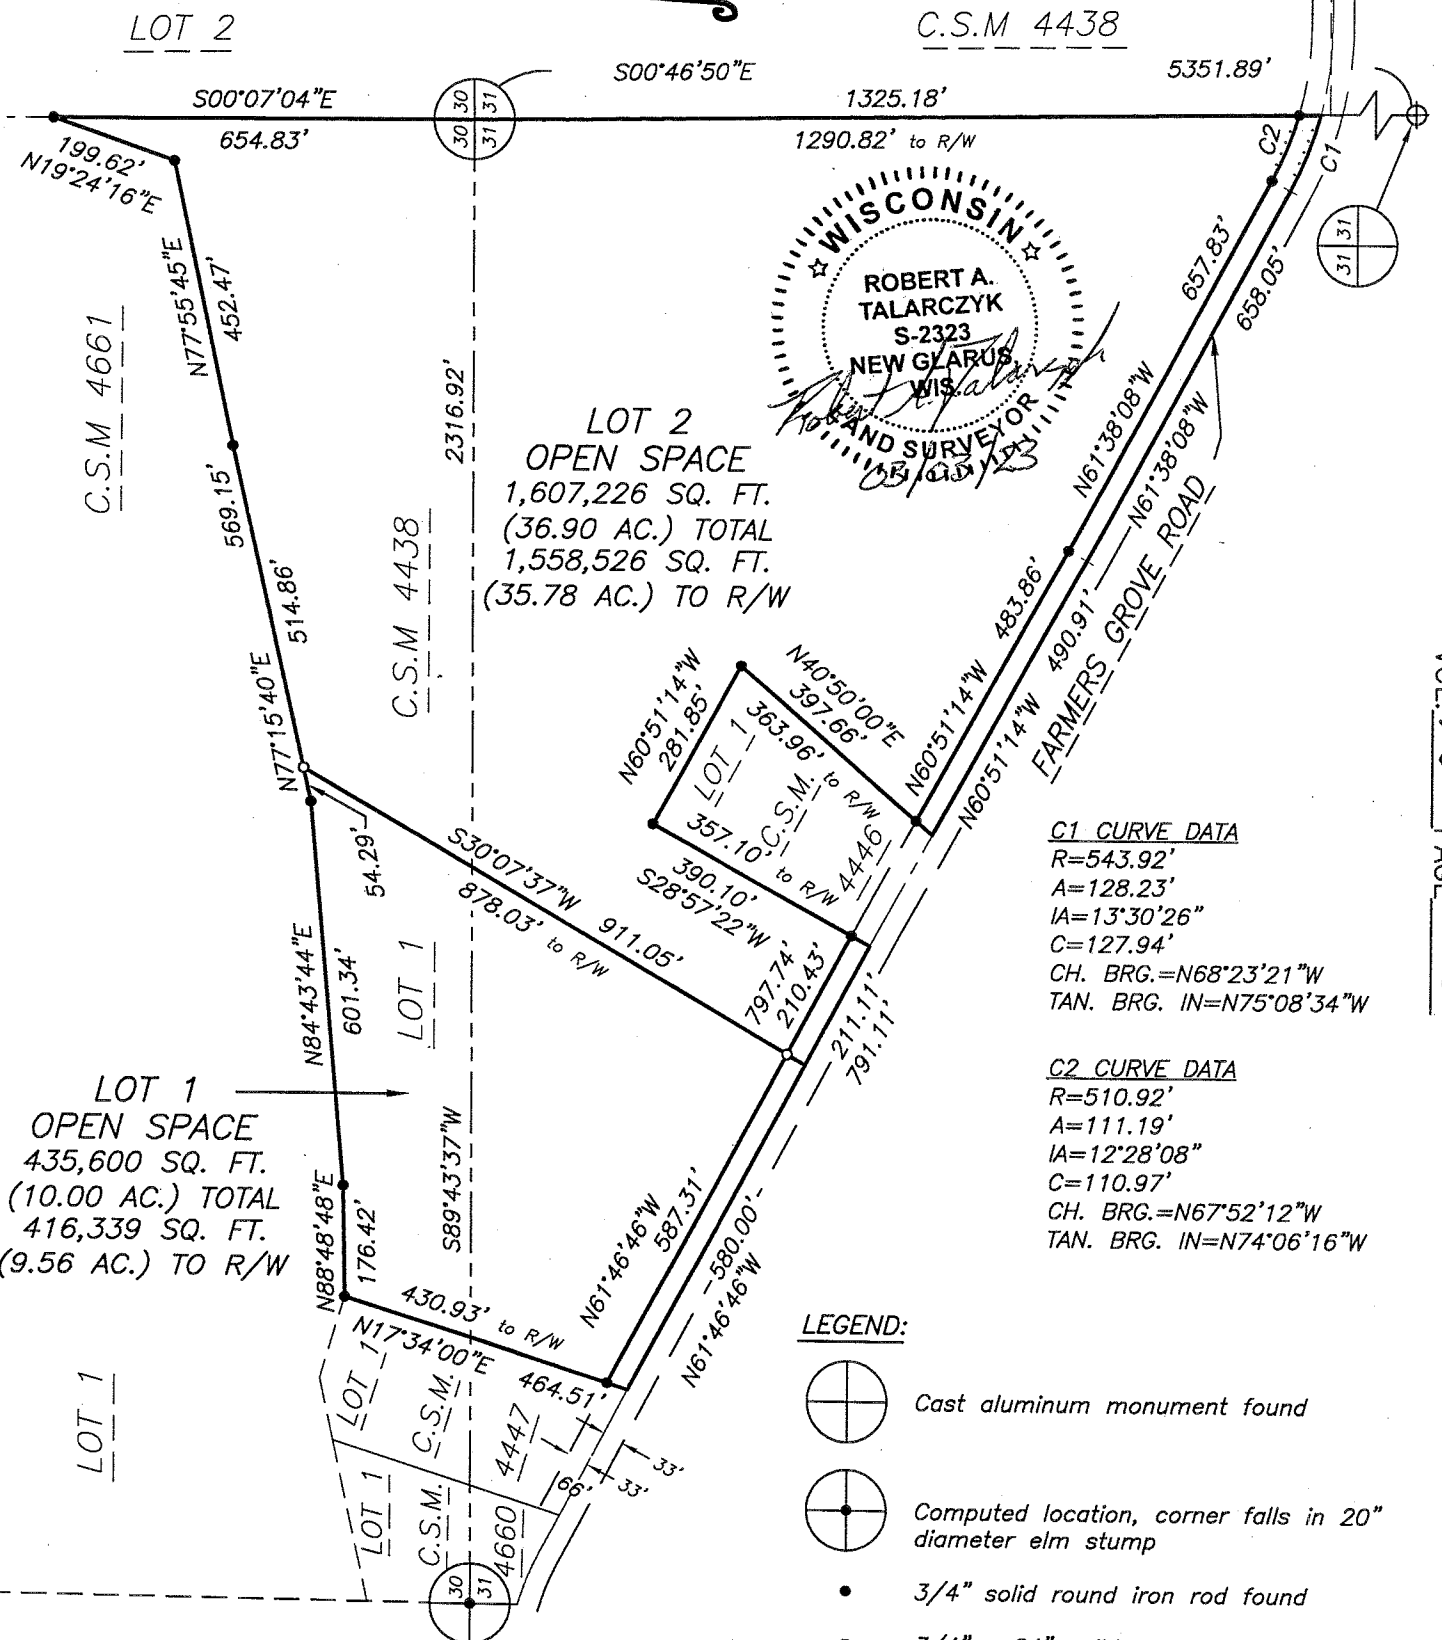 LOT 2
C.S.M 4438
S00°46'50"E
5351.89'
S00°07'04"E
1325.18'
654.83'
1290.82' to R/W
30 30
30 31
31 31
C2
C1
31 31
31
199.62'
N19°24'16"E
N77°55'45"E
452.47'
C.S.M 4661
WISCONSIN
ROBERT A.
TALARCZYK
S-2323
NEW GLARUS,
WIS.
LAND SURVEYOR
657.83'
658.05'
N61°38'08"W
N61°38'08"W
2316.92'
LOT 2
OPEN SPACE
1,607,226 SQ. FT.
(36.90 AC.) TOTAL
1,558,526 SQ. FT.
(35.78 AC.) TO R/W
569.15'
514.86'
C.S.M 4438
N77°15'40"E
483.86'
490.91'
FARMERS GROVE ROAD
N60°51'14"W
N60°51'14"W
N60°51'14"W
281.85'
N40°50'00"E
397.66'
363.96' to R/W
LOT 1
C.S.M.
4446
357.10' to R/W
390.10'
S28°57'22"W
54.29'
S30°07'37"W
878.03' to R/W
911.05'
797.74'
210.43'
211.11'
791.11'
C1 CURVE DATA
R=543.92'
A=128.23'
IA=13°30'26"
C=127.94'
CH. BRG.=N68°23'21"W
TAN. BRG. IN=N75°08'34"W
C2 CURVE DATA
R=510.92'
A=111.19'
IA=12°28'08"
C=110.97'
CH. BRG.=N67°52'12"W
TAN. BRG. IN=N74°06'16"W
N84°43'44"E
601.34'
LOT 1
LOT 1
OPEN SPACE
435,600 SQ. FT.
(10.00 AC.) TOTAL
416,339 SQ. FT.
(9.56 AC.) TO R/W
S89°43'37"W
N88°48'48"E
176.42'
N61°46'46"W
587.31'
580.00'
N61°46'46"W
430.93' to R/W
N17°34'00"E
464.51'
LOT 1
LOT 1
C.S.M.
4447
66'
33'
33'
LOT 1
C.S.M.
4660
30
31
LEGEND:
Cast aluminum monument found
Computed location, corner falls in 20"
diameter elm stump
3/4" solid round iron rod found